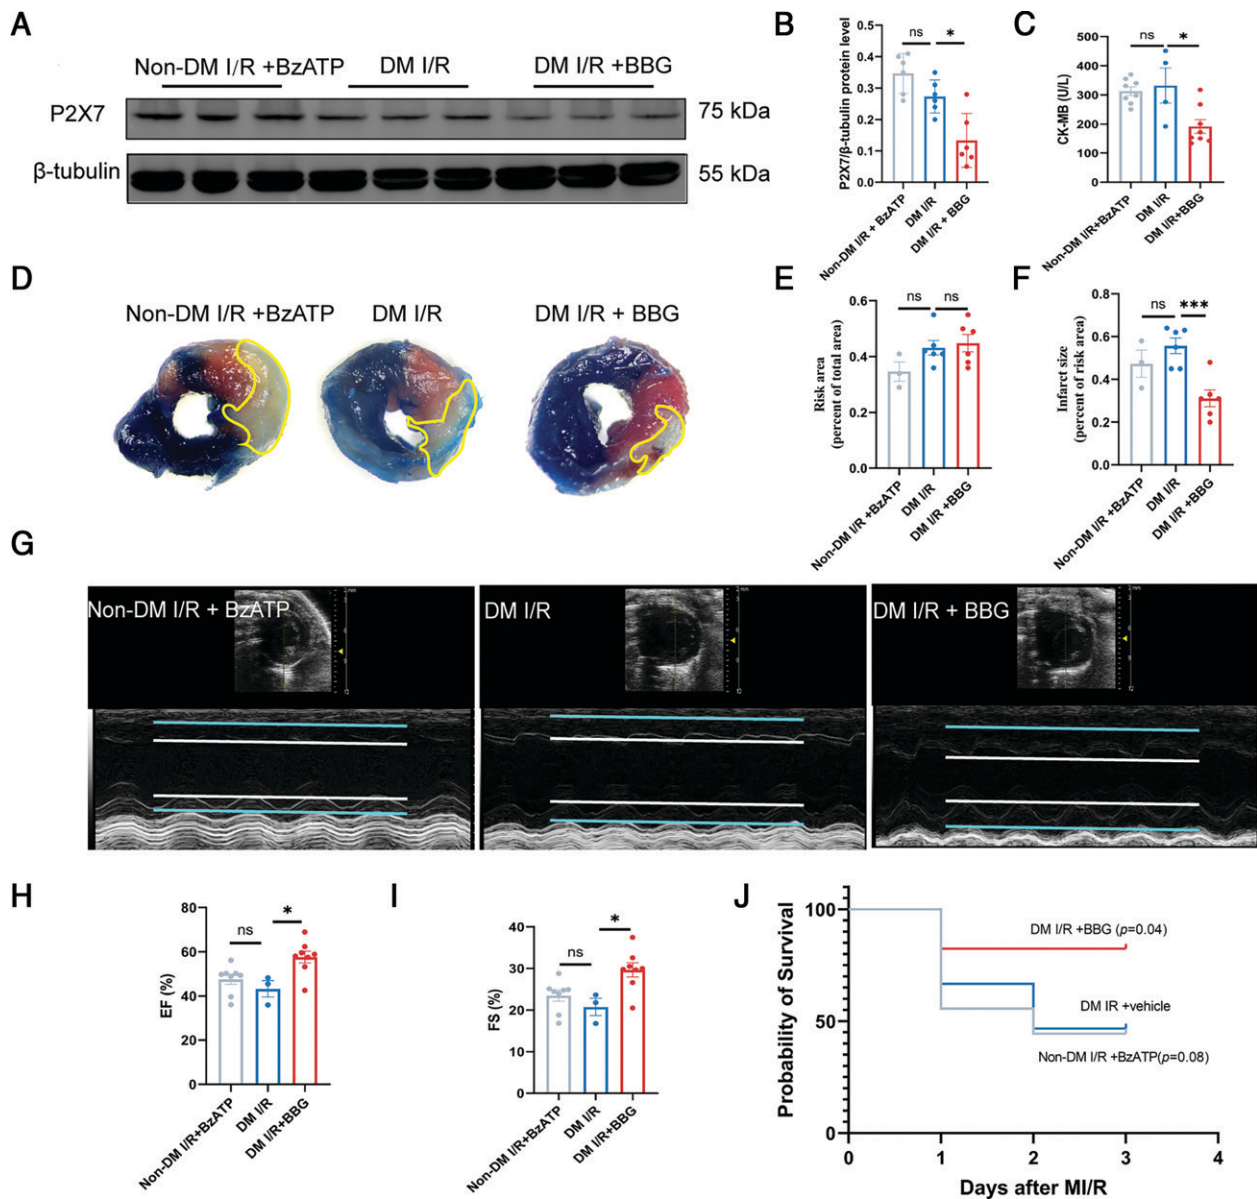 A
Non-DM I/R +BzATP
DM I/R
DM I/R +BBG
P2X7
75 kDa
β-tubulin
55 kDa
B
P2X7/β-tubulin protein level
0.5
0.4
0.3
0.2
0.1
0.0
ns
*
Non-DM I/R + BzATP
DM I/R
DM I/R + BBG
C
CK-MB (U/L)
500
400
300
200
100
0
ns
*
Non-DM I/R+BzATP
DM I/R
DM I/R+BBG
D
Non-DM I/R +BzATP
DM I/R
DM I/R + BBG
E
Risk area
(percent of total area)
0.6
0.4
0.2
0.0
ns
ns
Non-DM I/R +BzATP
DM I/R
DM I/R +BBG
F
Infarct size
(percent of risk area)
0.8
0.6
0.4
0.2
0.0
ns
***
Non-DM I/R +BzATP
DM I/R
DM I/R +BBG
G
Non-DM I/R + BzATP
DM I/R
DM I/R + BBG
H
EF (%)
80
60
40
20
0
ns
*
Non-DM I/R+BzATP
DM I/R
DM I/R+BBG
I
FS (%)
40
30
20
10
0
ns
*
Non-DM I/R+BzATP
DM I/R
DM I/R+BBG
J
Probability of Survival
100
50
0
DM I/R +BBG (p=0.04)
DM IR +vehicle
Non-DM I/R +BzATP(p=0.08)
0
1
2
3
4
Days after MI/R